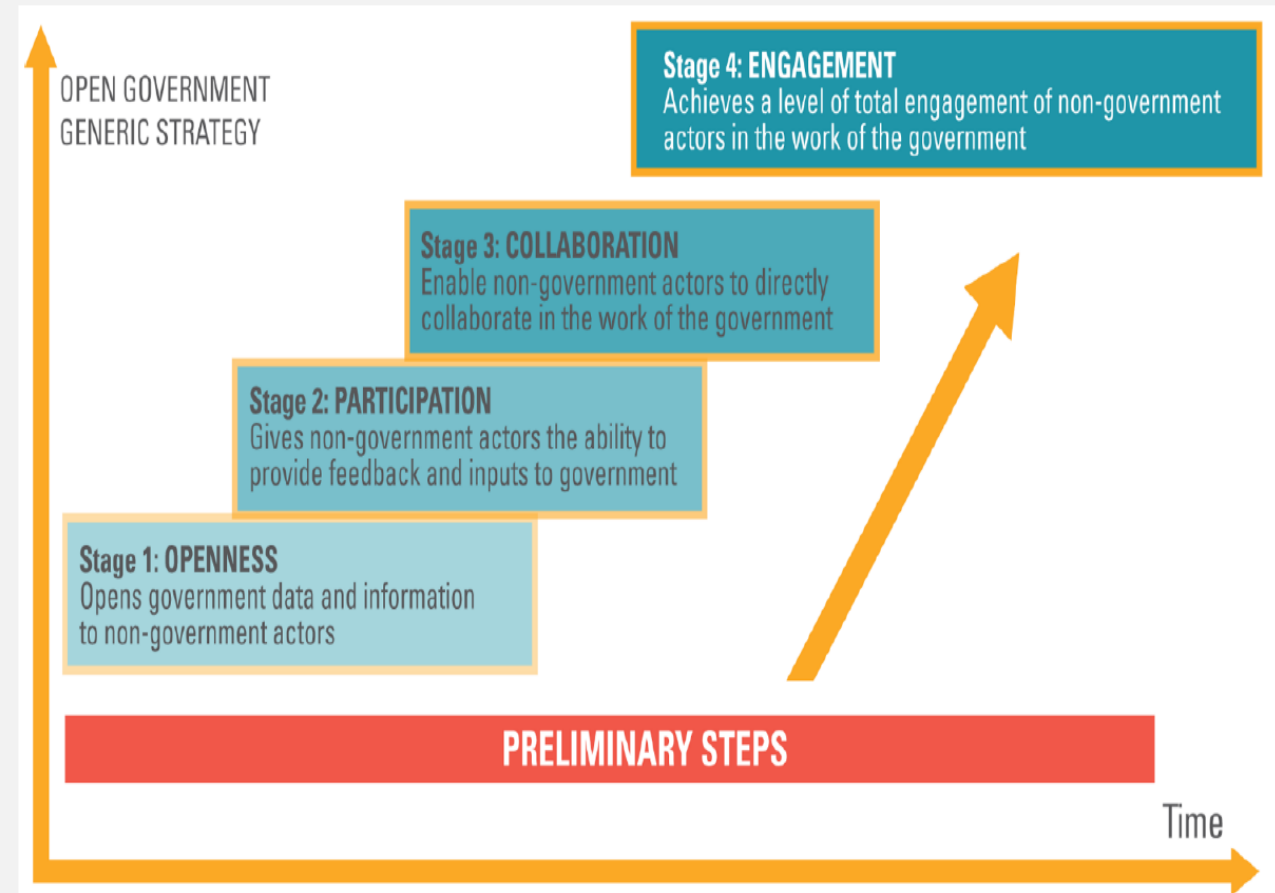 OPEN GOVERNMENT
GENERIC STRATEGY
Stage 4: ENGAGEMENT
Achieves a level of total engagement of non-government
actors in the work of the government
Stage 3: COLLABORATION
Enable non-government actors to directly
collaborate in the work of the government
Stage 2: PARTICIPATION
Gives non-government actors the ability to
provide feedback and inputs to government
Stage 1: OPENNESS
Opens government data and information
to non-government actors
PRELIMINARY STEPS
Time